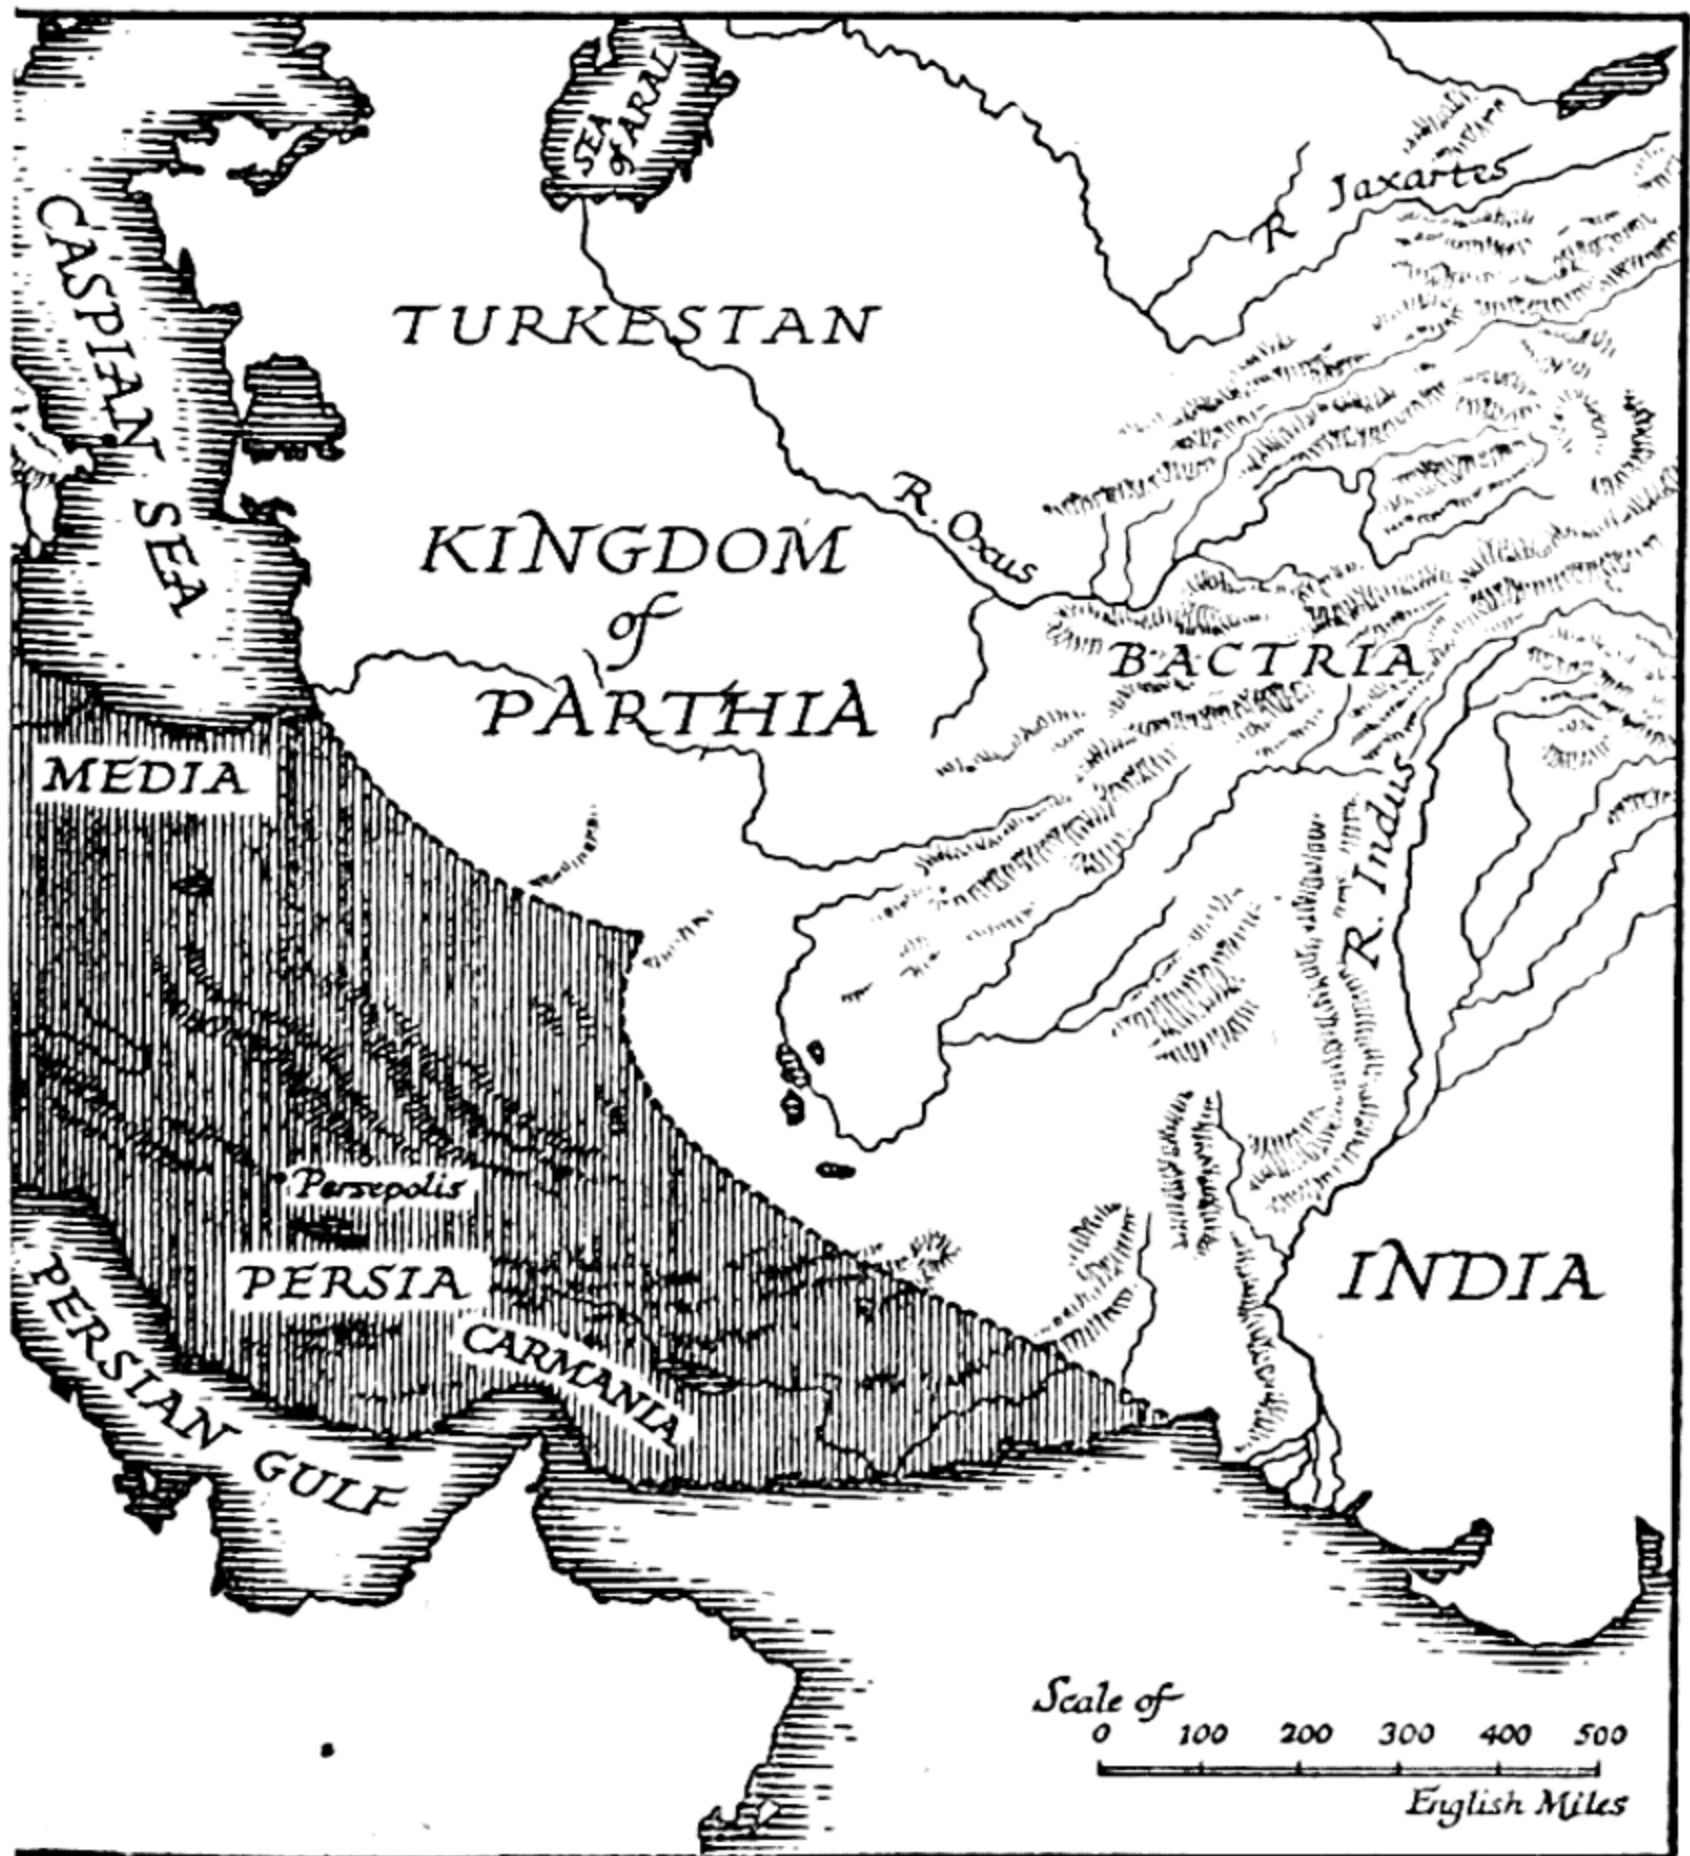 SEA
of ARAL
Jaxartes
R
CASPIAN SEA
TURKESTAN
R. Oxus
KINGDOM
of
PARTHIA
BACTRIA
MEDIA
R. Indus
Persepolis
PERSIA
CARMANIA
INDIA
PERSIAN GULF
Scale of
0 100 200 300 400 500
English Miles